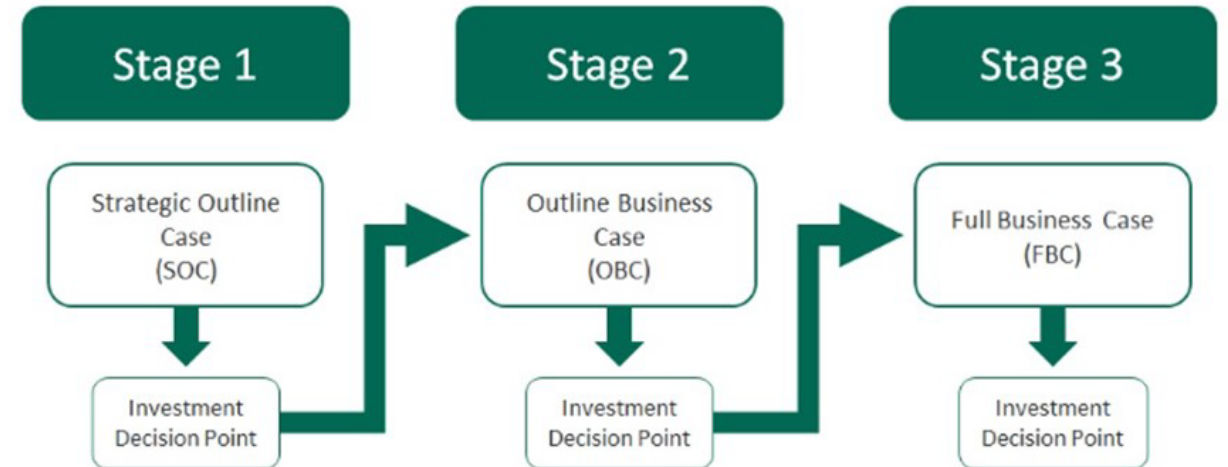 Stage 1
Stage 2
Stage 3
Strategic Outline
Case
(SOC)
Outline Business
Case
(OBC)
Full Business Case
(FBC)
Investment
Decision Point
Investment
Decision Point
Investment
Decision Point